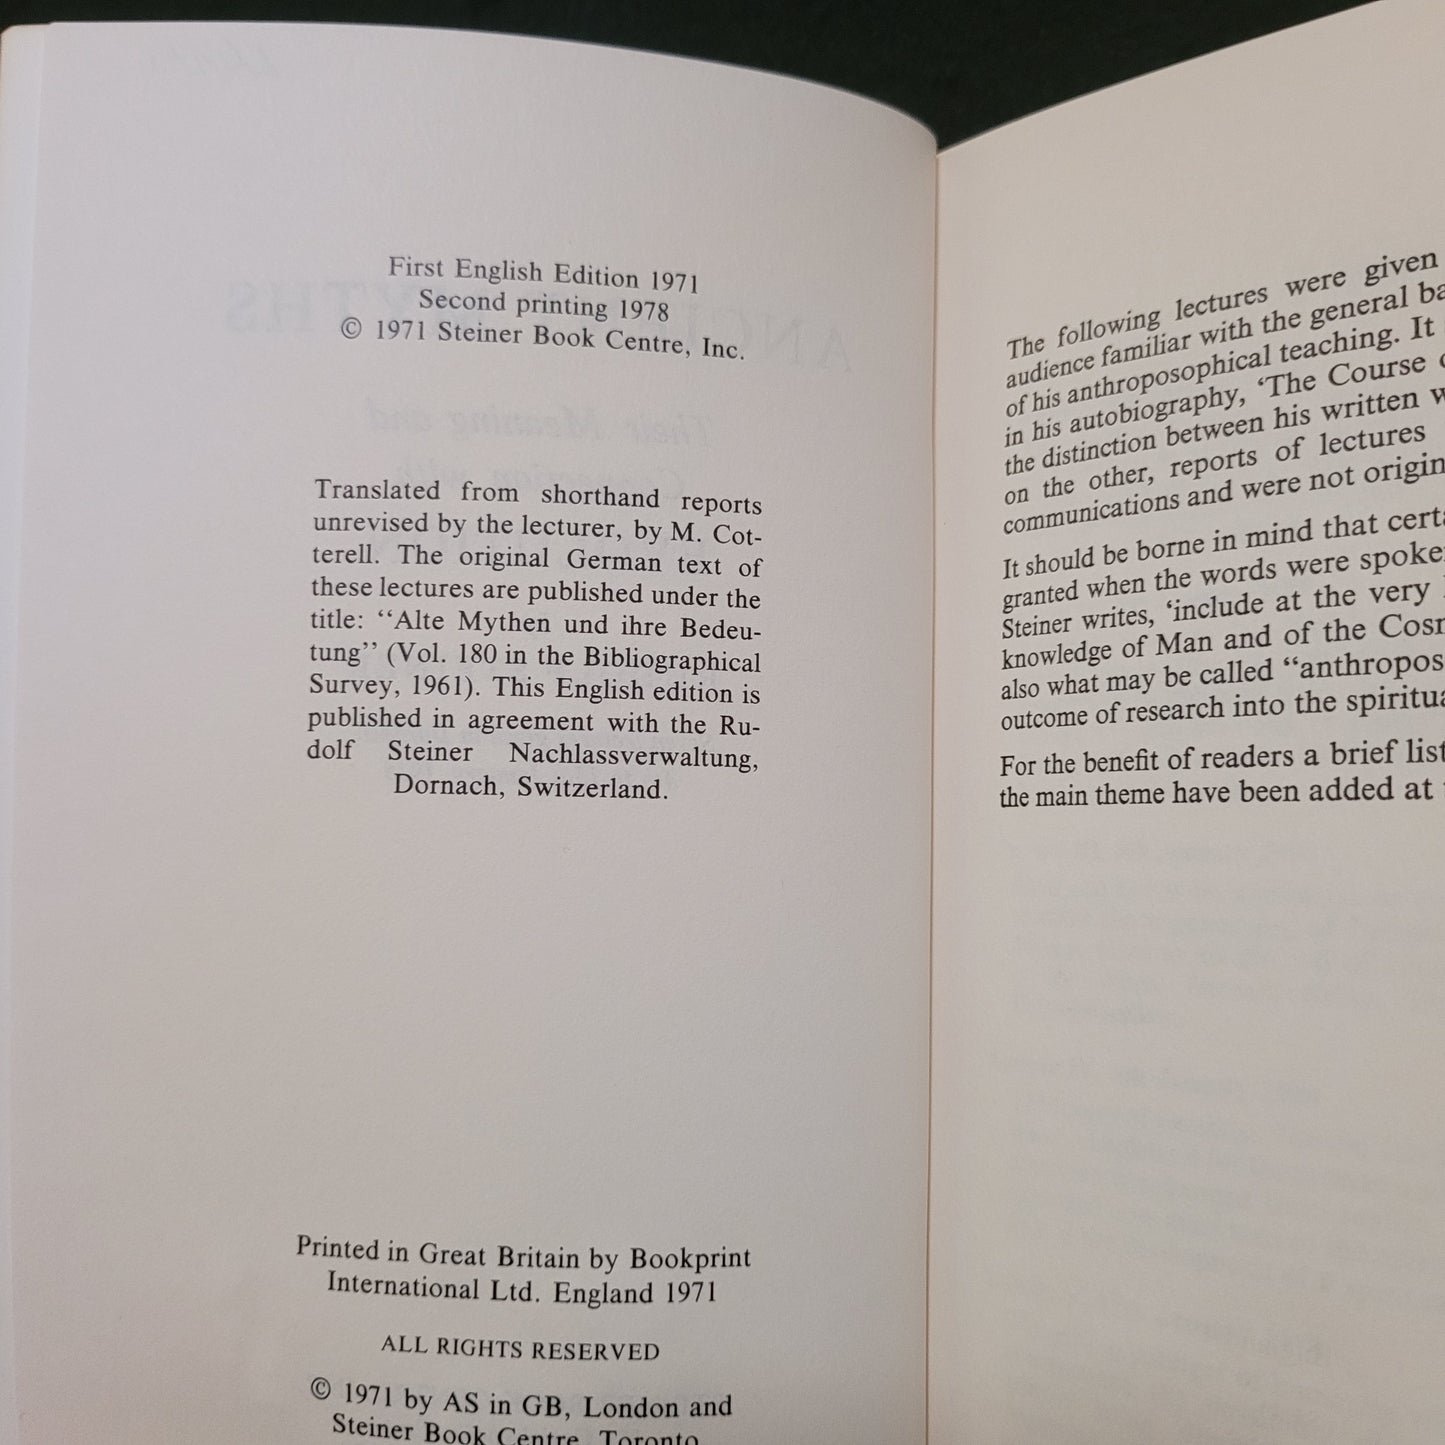 First English Edition 1971
Second printing 1978
© 1971 Steiner Book Centre, Inc.
Translated from shorthand reports
unrevised by the lecturer, by M. Cot-
terell. The original German text of
these lectures are published under the
title: “Alte Mythen und ihre Bedeu-
tung” (Vol. 180 in the Bibliographical
Survey, 1961). This English edition is
published in agreement with the Ru-
dolf Steiner Nachlassverwaltung,
Dornach, Switzerland.
Printed in Great Britain by Bookprint
International Ltd. England 1971
ALL RIGHTS RESERVED
© 1971 by AS in GB, London and
Steiner Book Centre, Toronto
The following lectures were given
audience familiar with the general
of his anthroposophical teaching. It
in his autobiography, ‘The Course
the distinction between his written
on the other, reports of lectures
communications and were not
It should be borne in mind that
granted when the words were
Steiner writes, ‘include at the very
knowledge of Man and of the
also what may be called
outcome of research into the
For the benefit of readers a brief list
the main theme have been added at